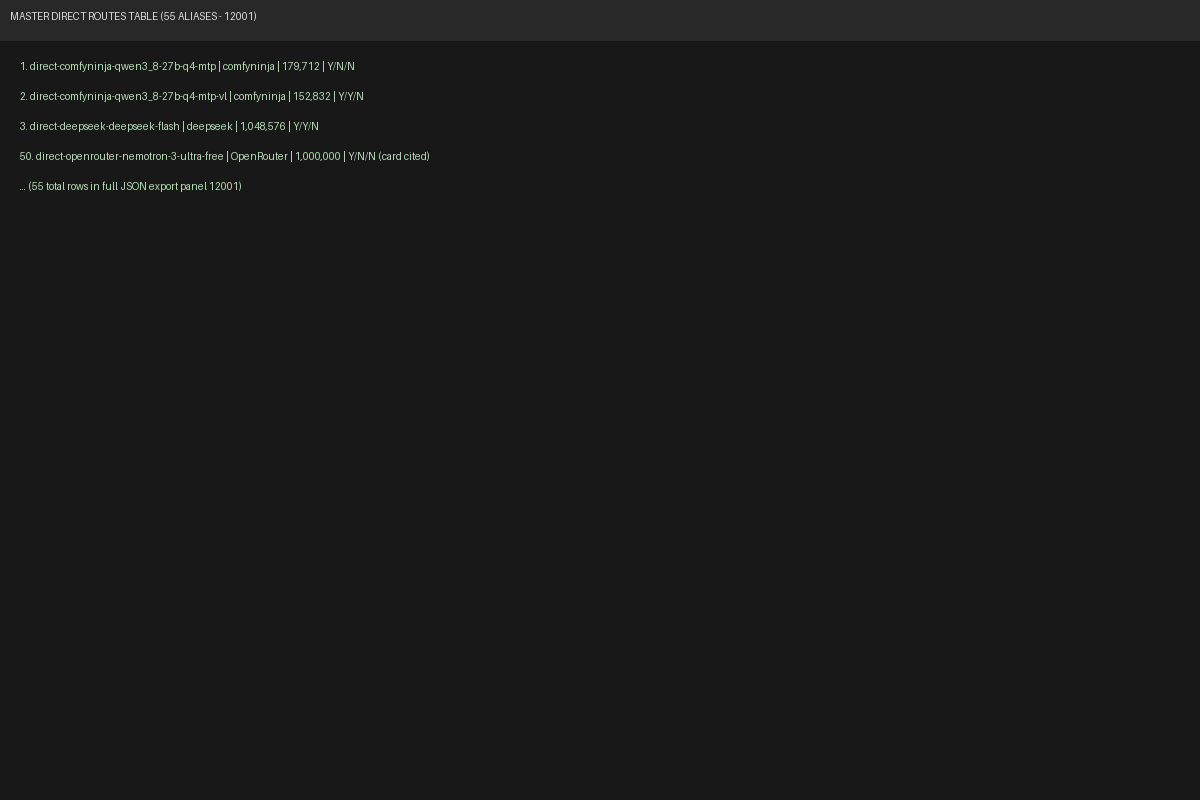 MASTER DIRECT ROUTES TABLE (55 ALIASES - 12001)
1. direct-comfyninja-qwen3_8-27b-q4-mtp | comfyninja | 179,712 | Y/N/N
2. direct-comfyninja-qwen3_8-27b-q4-mtp-vl | comfyninja | 152,832 | Y/Y/N
3. direct-deepseek-deepseek-flash | deepseek | 1,048,576 | Y/Y/N
50. direct-openrouter-nemotron-3-ultra-free | OpenRouter | 1,000,000 | Y/N/N (card cited)
... (55 total rows in full JSON export panel 12001)